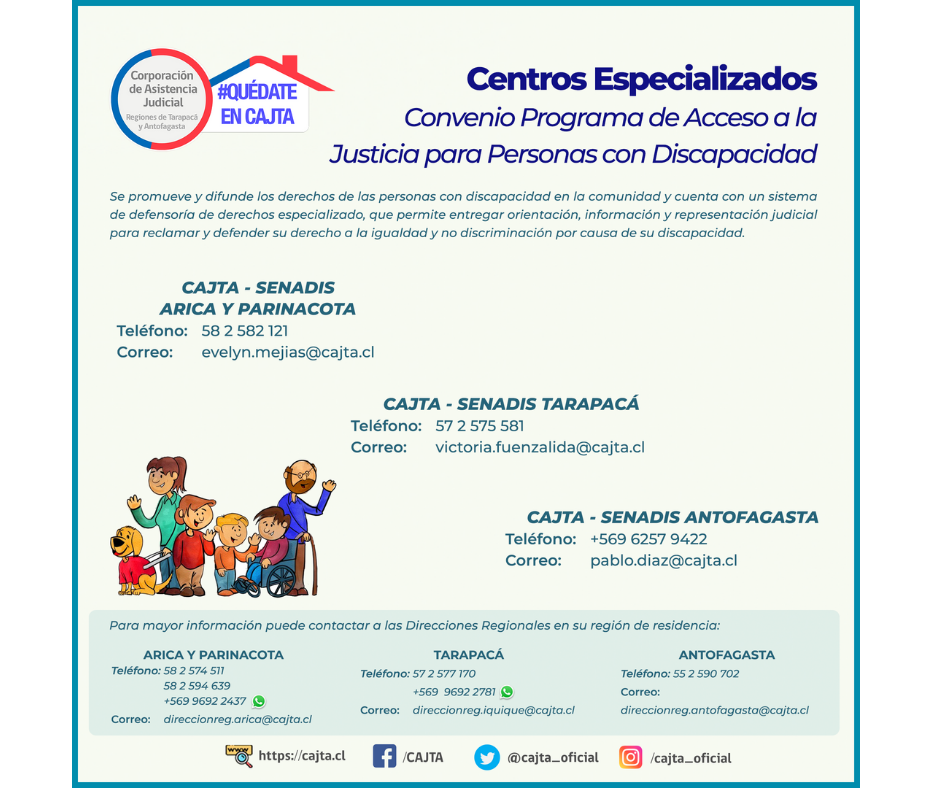 Corporación
de Asistencia
Judicial
Regiones de Tarapacá
y Antofagasta
#QUÉDATE
EN CAJTA
Centros Especializados
Convenio Programa de Acceso a la
Justicia para Personas con Discapacidad
Se promueve y difunde los derechos de las personas con discapacidad en la comunidad y cuenta con un sistema
de defensoría de derechos especializado, que permite entregar orientación, información y representación judicial
para reclamar y defender su derecho a la igualdad y no discriminación por causa de su discapacidad.
CAJTA - SENADIS
ARICA Y PARINACOTA
Teléfono: 58 2 582 121
Correo: evelyn.mejias@cajta.cl
CAJTA - SENADIS TARAPACÁ
Teléfono: 57 2 575 581
Correo: victoria.fuenzalida@cajta.cl
CAJTA - SENADIS ANTOFAGASTA
Teléfono: +569 6257 9422
Correo: pablo.diaz@cajta.cl
Para mayor información puede contactar a las Direcciones Regionales en su región de residencia:
ARICA Y PARINACOTA
Teléfono: 58 2 574 511
58 2 594 639
+569 9692 2437
Correo: direccionreg.arica@cajta.cl
TARAPACÁ
Teléfono: 57 2 577 170
+569 9692 2781
Correo: direccionreg.iquique@cajta.cl
ANTOFAGASTA
Teléfono: 55 2 590 702
Correo:
direccionreg.antofagasta@cajta.cl
www https://cajta.cl /CAJTA @cajta_oficial /cajta_oficial